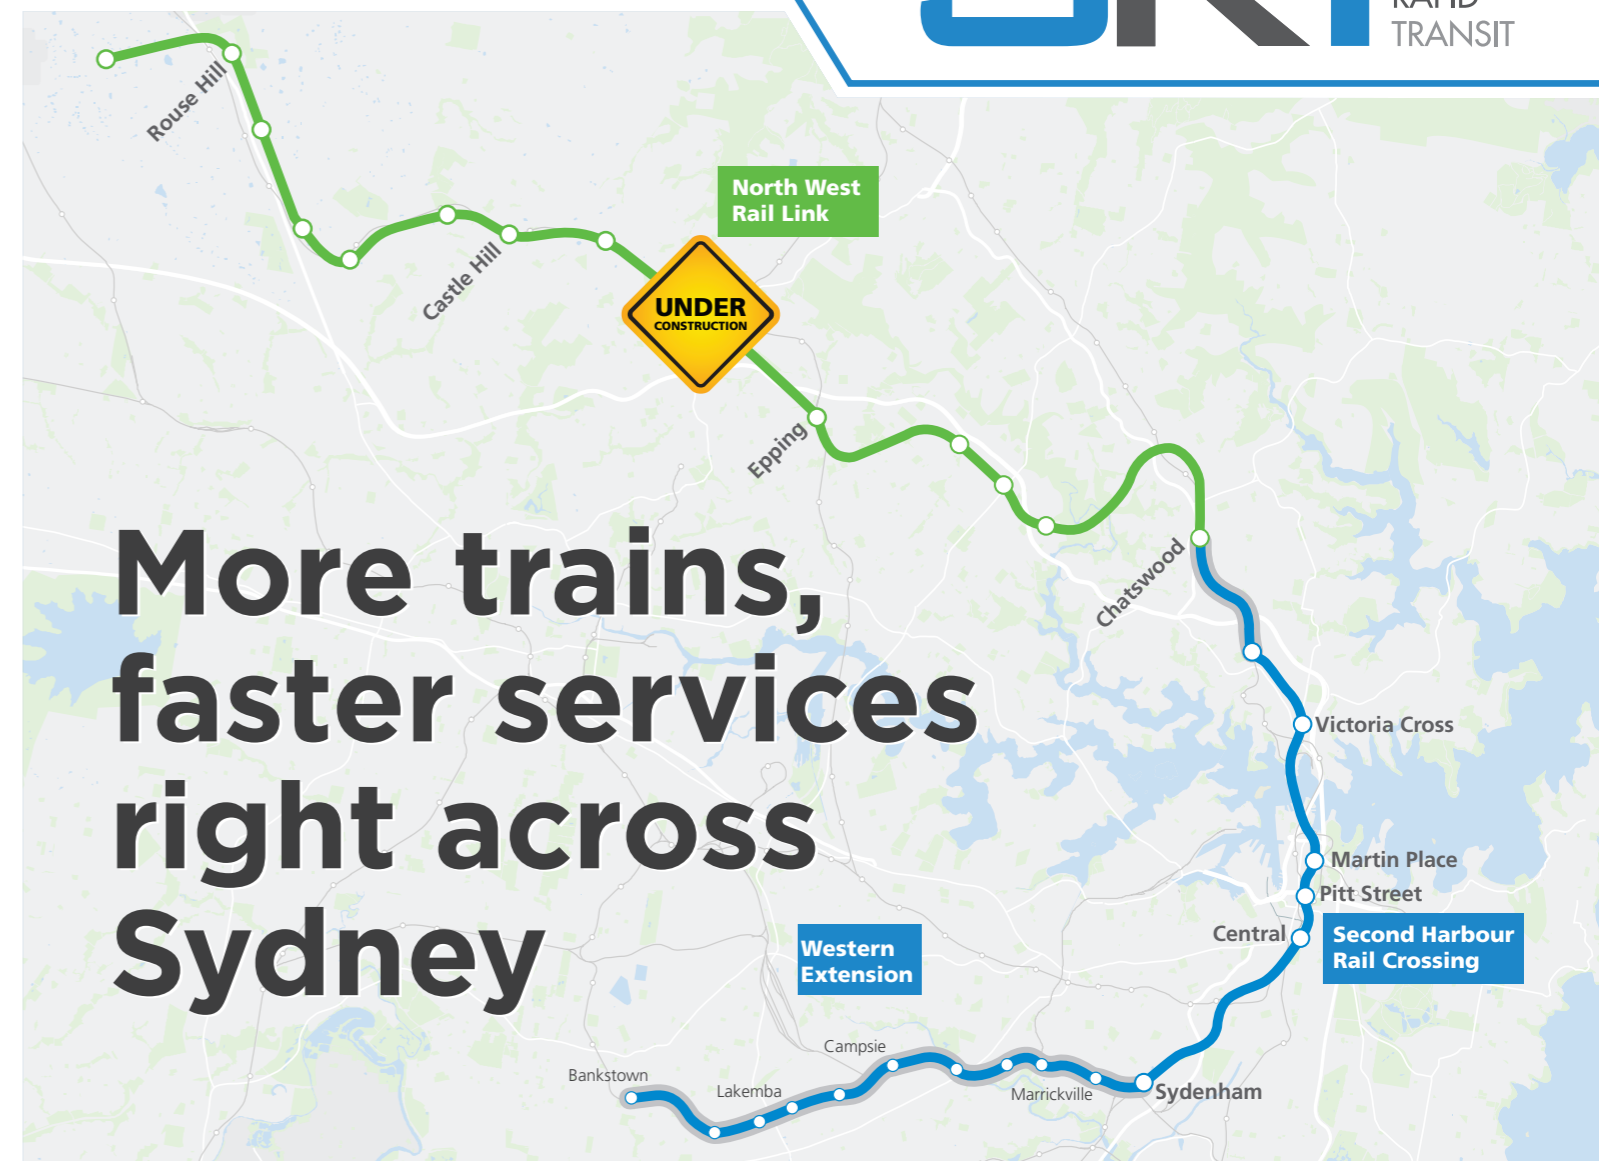 TRANSIT
Rouse Hill
North West
Rail Link
Castle Hill
UNDER
CONSTRUCTION
Epping
More trains,
faster services
right across
Sydney
Chatswood
Victoria Cross
Martin Place
Pitt Street
Central
Second Harbour
Rail Crossing
Western
Extension
Campsie
Bankstown
Lakemba
Marrickville
Sydenham